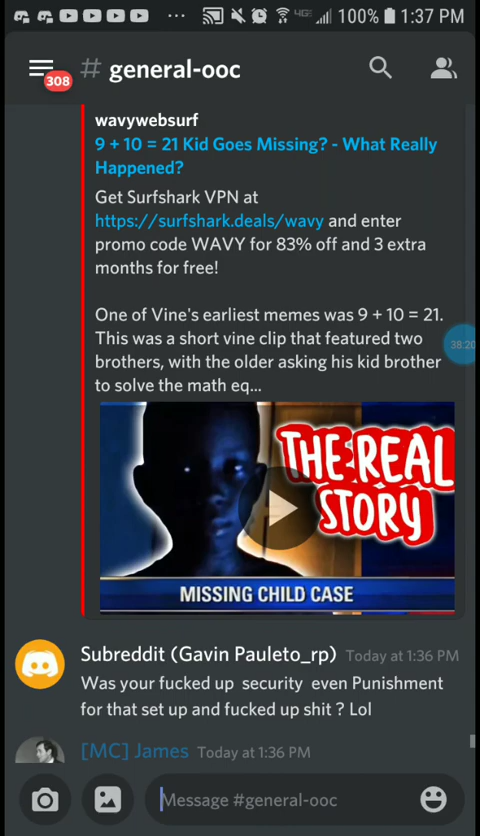 4GE 100% 1:37 PM
308
# general-ooc
wavywebsurf
9 + 10 = 21 Kid Goes Missing? - What Really
Happened?
Get Surfshark VPN at
https://surfshark.deals/wavy and enter
promo code WAVY for 83% off and 3 extra
months for free!
One of Vine's earliest memes was 9 + 10 = 21.
This was a short vine clip that featured two
brothers, with the older asking his kid brother
to solve the math eq...
38:20
THE REAL
STORY
MISSING CHILD CASE
Subreddit (Gavin Pauleto_rp) Today at 1:36 PM
Was your fucked up security even Punishment
for that set up and fucked up shit ? Lol
[MC] James Today at 1:36 PM
Message #general-ooc